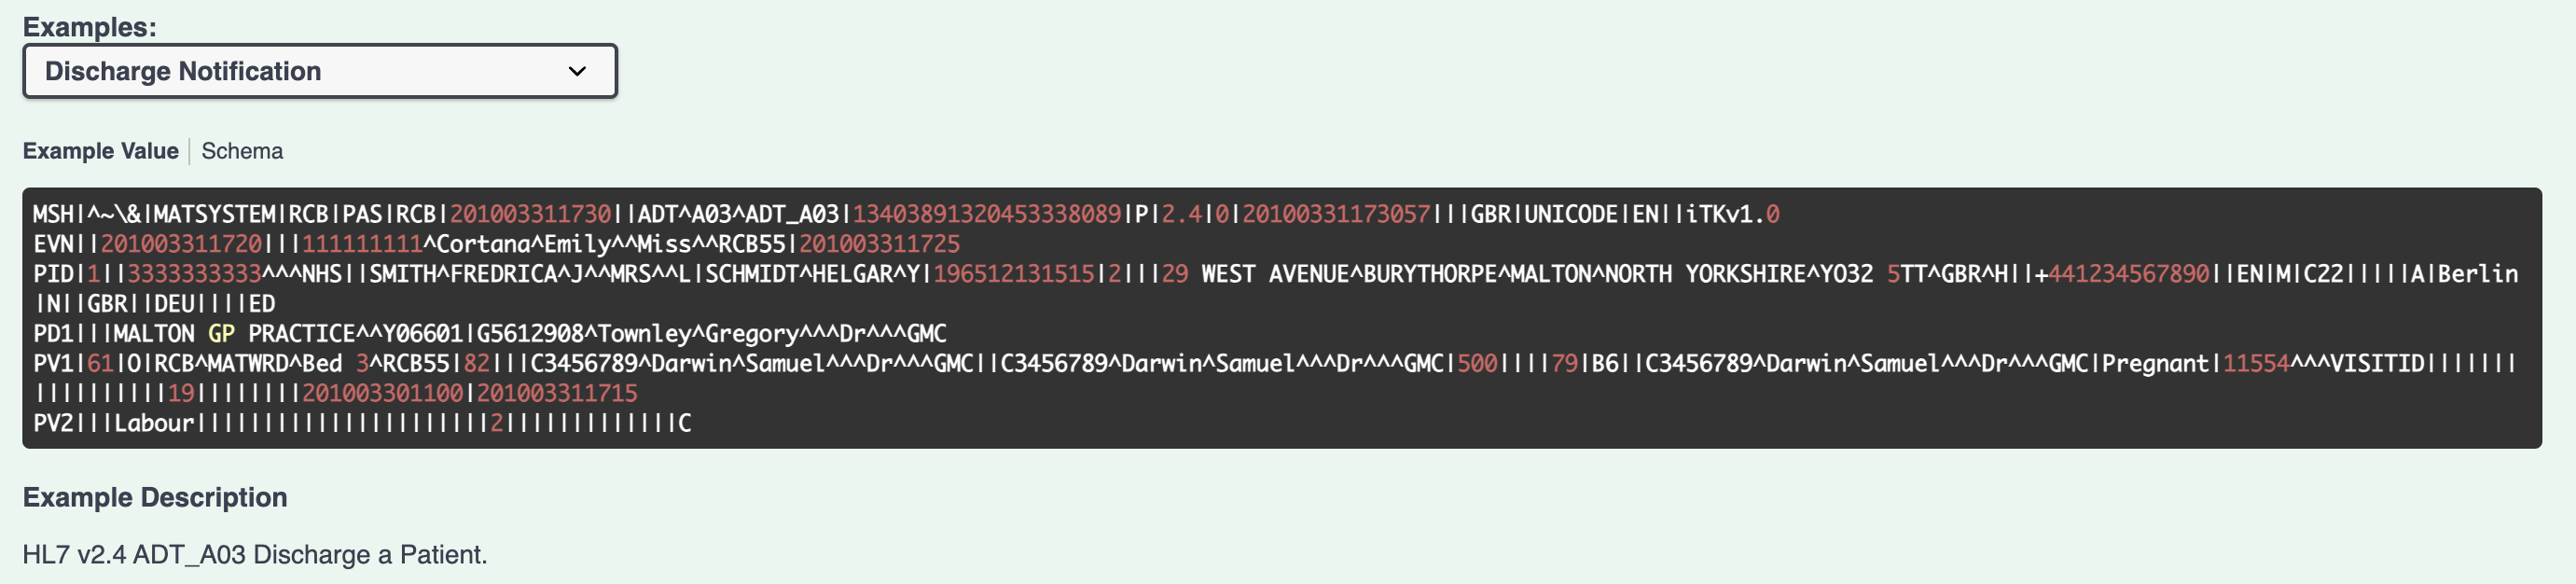 Examples:
Discharge Notification
Example Value
Schema
MSH|^~\&|MATSYSTEM|RCB|PAS|RCB|201003311730||ADT^A03^ADT_A03|13403891320453338089|P|2.4|0|20100331173057|||GBR|UNICODE|EN||iTKv1.0
EVN||201003311720|||111111111^Cortana^Emily^^Miss^^RCB55|201003311725
PID|1||3333333333^^^NHS||SMITH^FREDRICA^J^^MRS^^L|SCHMIDT^HELGAR^Y|196512131515|2|||29 WEST AVENUE^BURYTHORPE^MALTON^NORTH YORKSHIRE^YO32 5TT^GBR^H||+441234567890||EN|M|C22|||||A|Berlin
|N||GBR||DEU||||ED
PD1|||MALTON GP PRACTICE^^Y06601|G5612908^Townley^Gregory^^^Dr^^^GMC
PV1|61|O|RCB^MATWRD^Bed 3^RCB55|82|||C3456789^Darwin^Samuel^^^Dr^^^GMC||C3456789^Darwin^Samuel^^^Dr^^^GMC|500||||79|B6||C3456789^Darwin^Samuel^^^Dr^^^GMC|Pregnant|11554^^^VISITID|||||||
||||||||||19||||||||201003301100|201003311715
PV2|||Labour||||||||||||||||||||||2|||||||||||||C
Example Description
HL7 v2.4 ADT_A03 Discharge a Patient.